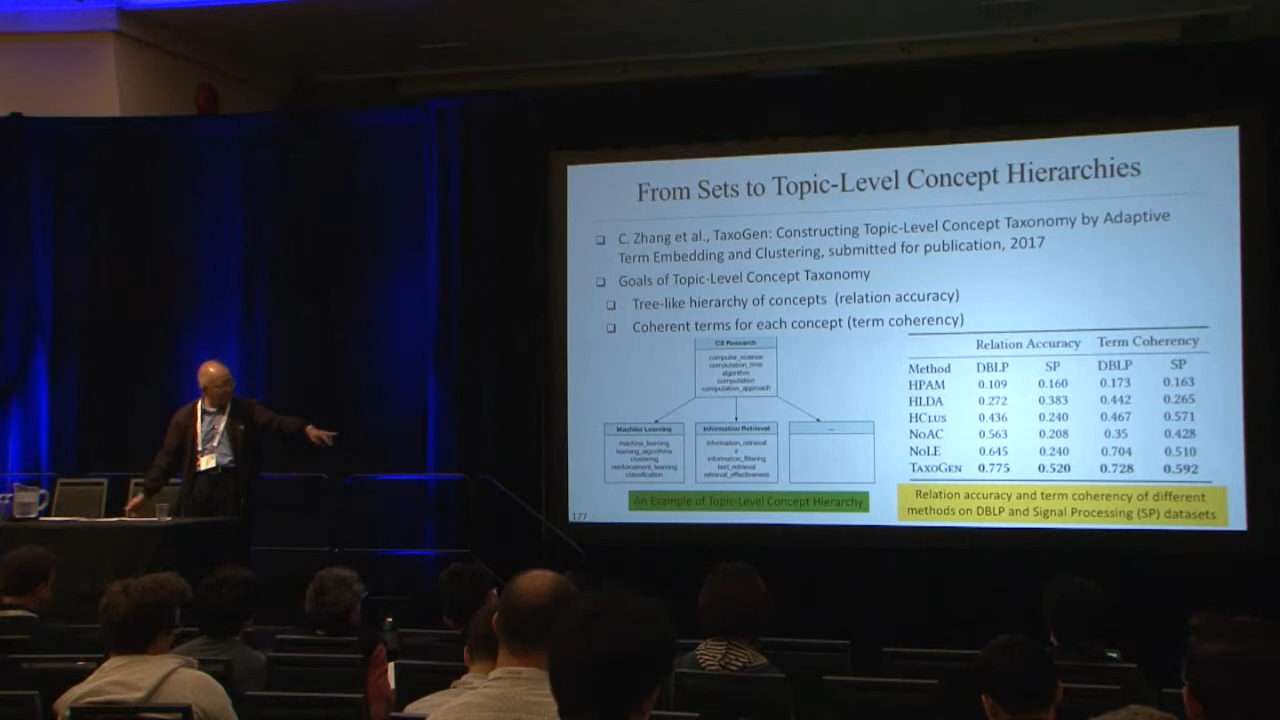 From Sets to Topic-Level Concept Hierarchies
❑ C. Zhang et al., TaxoGen: Constructing Topic-Level Concept Taxonomy by Adaptive
Term Embedding and Clustering, submitted for publication, 2017
❑ Goals of Topic-Level Concept Taxonomy
❑ Tree-like hierarchy of concepts (relation accuracy)
❑ Coherent terms for each concept (term coherency)
CS Research
computer_science
computation_time
algorithm
computation
computation_approach
Machine Learning
machine_learning
learning_algorithms
clustering
reinforcement_learning
classification
Information Retrieval
information_retrieval
ir
information_filtering
text_retrieval
retrieval_effectiveness
...
An Example of Topic-Level Concept Hierarchy
Relation Accuracy Term Coherency
Method DBLP SP DBLP SP
HPAM 0.109 0.160 0.173 0.163
HLDA 0.272 0.383 0.442 0.265
HCLUS 0.436 0.240 0.467 0.571
NOAC 0.563 0.208 0.35 0.428
NOLE 0.645 0.240 0.704 0.510
TAXOGEN 0.775 0.520 0.728 0.592
Relation accuracy and term coherency of different
methods on DBLP and Signal Processing (SP) datasets
177